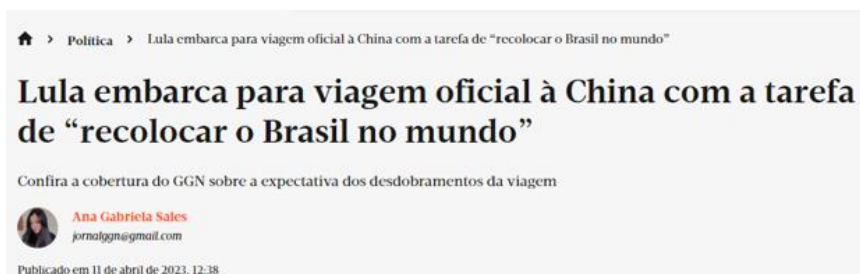 Política > Lula embarca para viagem oficial à China com a tarefa de “recolocar o Brasil no mundo”
Lula embarca para viagem oficial à China com a tarefa
de “recolocar o Brasil no mundo”
Confira a cobertura do GGN sobre a expectativa dos desdobramentos da viagem
Ana Gabriela Sales
jornalggn@gmail.com
Publicado em 11 de abril de 2023, 12:38